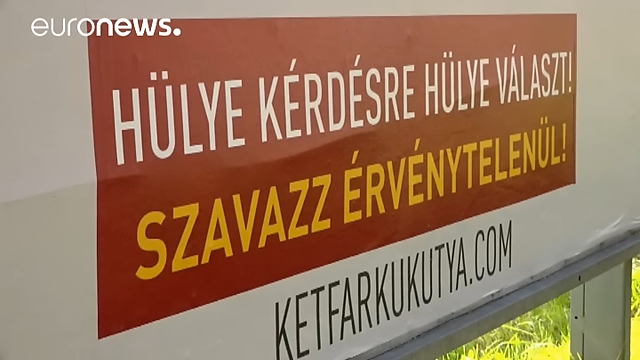 euronews.
HÜLYE KÉRDÉSRE HÜLYE VÁLASZT!
SZAVAZZ ÉRVÉNYTELENÜL!
KETFARKUKUTYA.COM